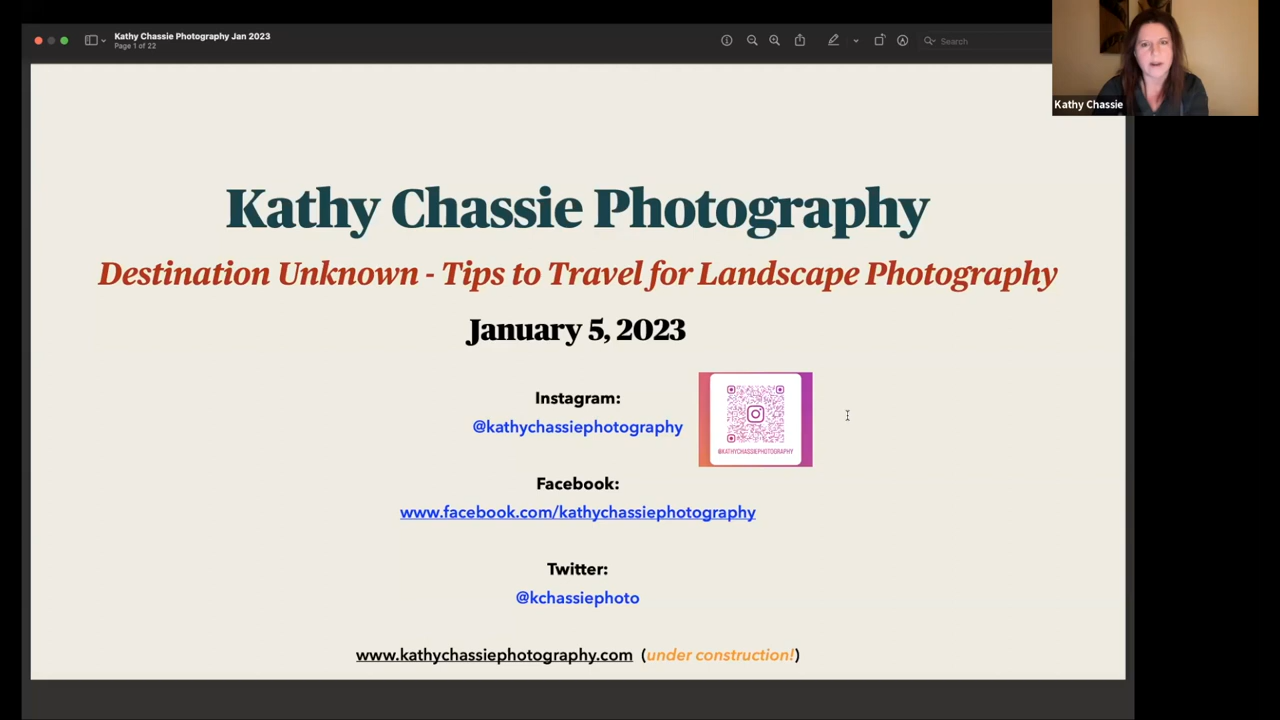 Kathy Chassie Photography Jan 2023
Page 1 of 22
Search
Kathy Chassie
Kathy Chassie Photography
Destination Unknown - Tips to Travel for Landscape Photography
January 5, 2023
Instagram:
@kathychassiephotography
@KATHYCHASSIEPHOTOGRAPHY
Facebook:
www.facebook.com/kathychassiephotography
Twitter:
@kchassiephoto
www.kathychassiephotography.com (under construction!)